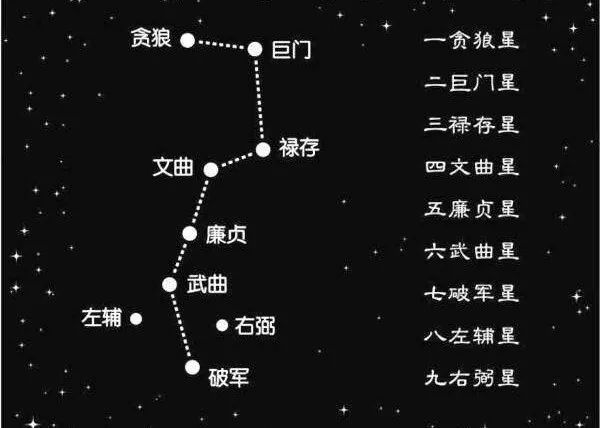 贪狼
巨门
禄存
文曲
廉贞
武曲
左辅
右弼
破军
一贪狼星
二巨门星
三禄存星
四文曲星
五廉贞星
六武曲星
七破军星
八左辅星
九右弼星